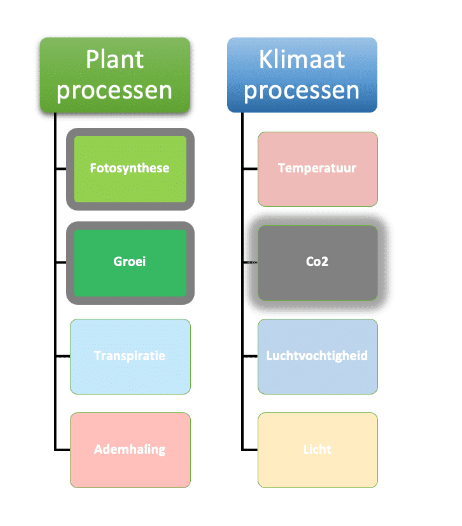 Plant
processen
Fotosynthese
Groei
Transpiratie
Ademhaling
Klimaat
processen
Temperatuur
Co2
Luchtvochtigheid
Licht